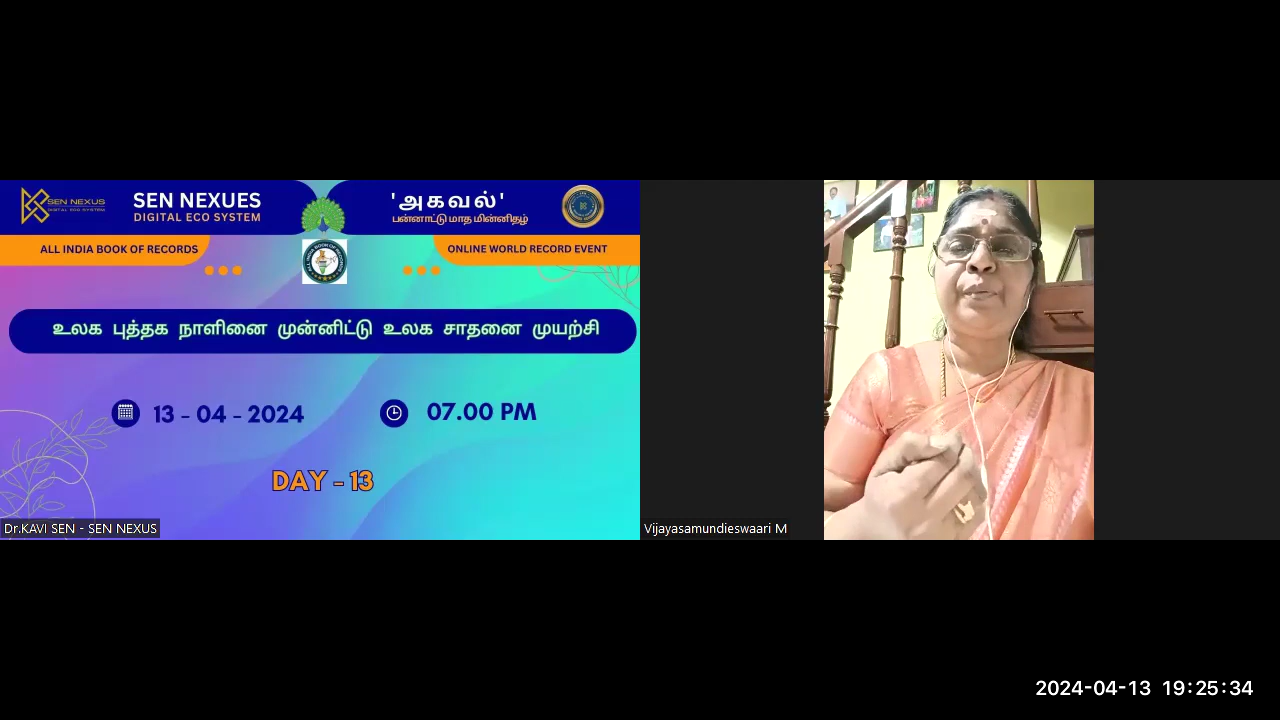 SEN NEXUS
DIGITAL ECO SYSTEM
SEN NEXUES
DIGITAL ECO SYSTEM
'அகவல்'
பன்னாட்டு மாத மின்னிதழ்
ALL INDIA BOOK OF RECORDS
ONLINE WORLD RECORD EVENT
உலக புத்தக நாளினை முன்னிட்டு உலக சாதனை முயற்சி
13 - 04 - 2024
07.00 PM
DAY - 13
Dr.KAVI SEN - SEN NEXUS
Vijayasamundieswaari M
2024-04-13 19:25:34